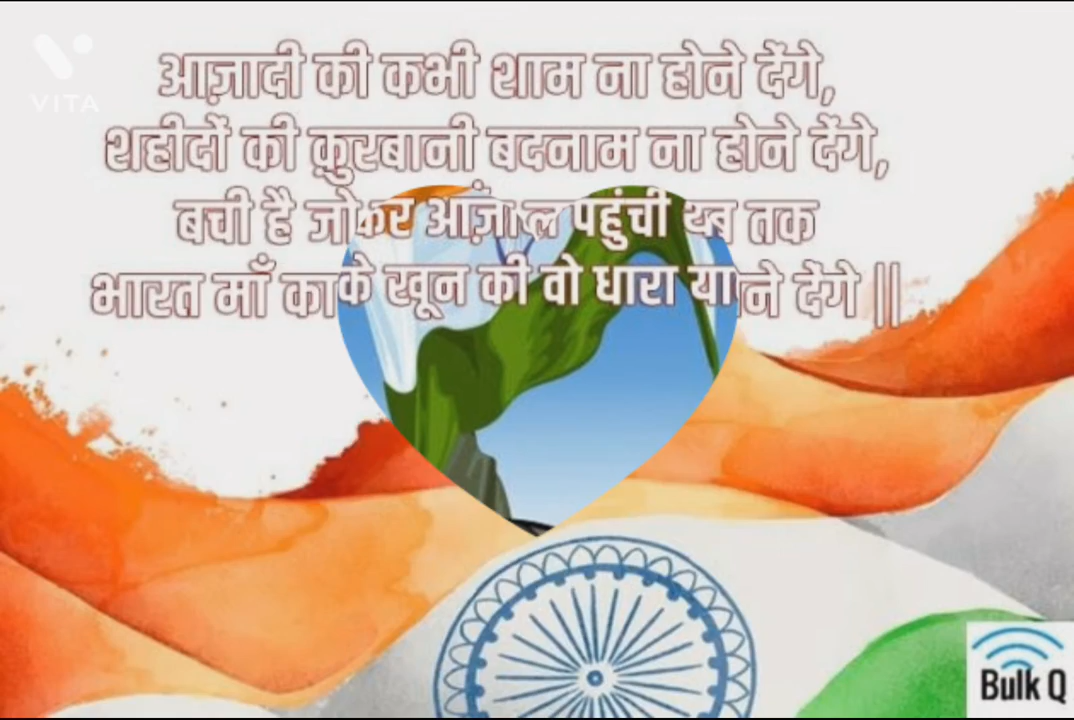 VITA
आज़ादी की कभी शाम ना होने देंगे,
शहीदों की क़ुरबानी बदनाम ना होने देंगे,
बची है पहुंची तक
भारत माँ का के खून की वो धारा देंगे ||
Bulk Q